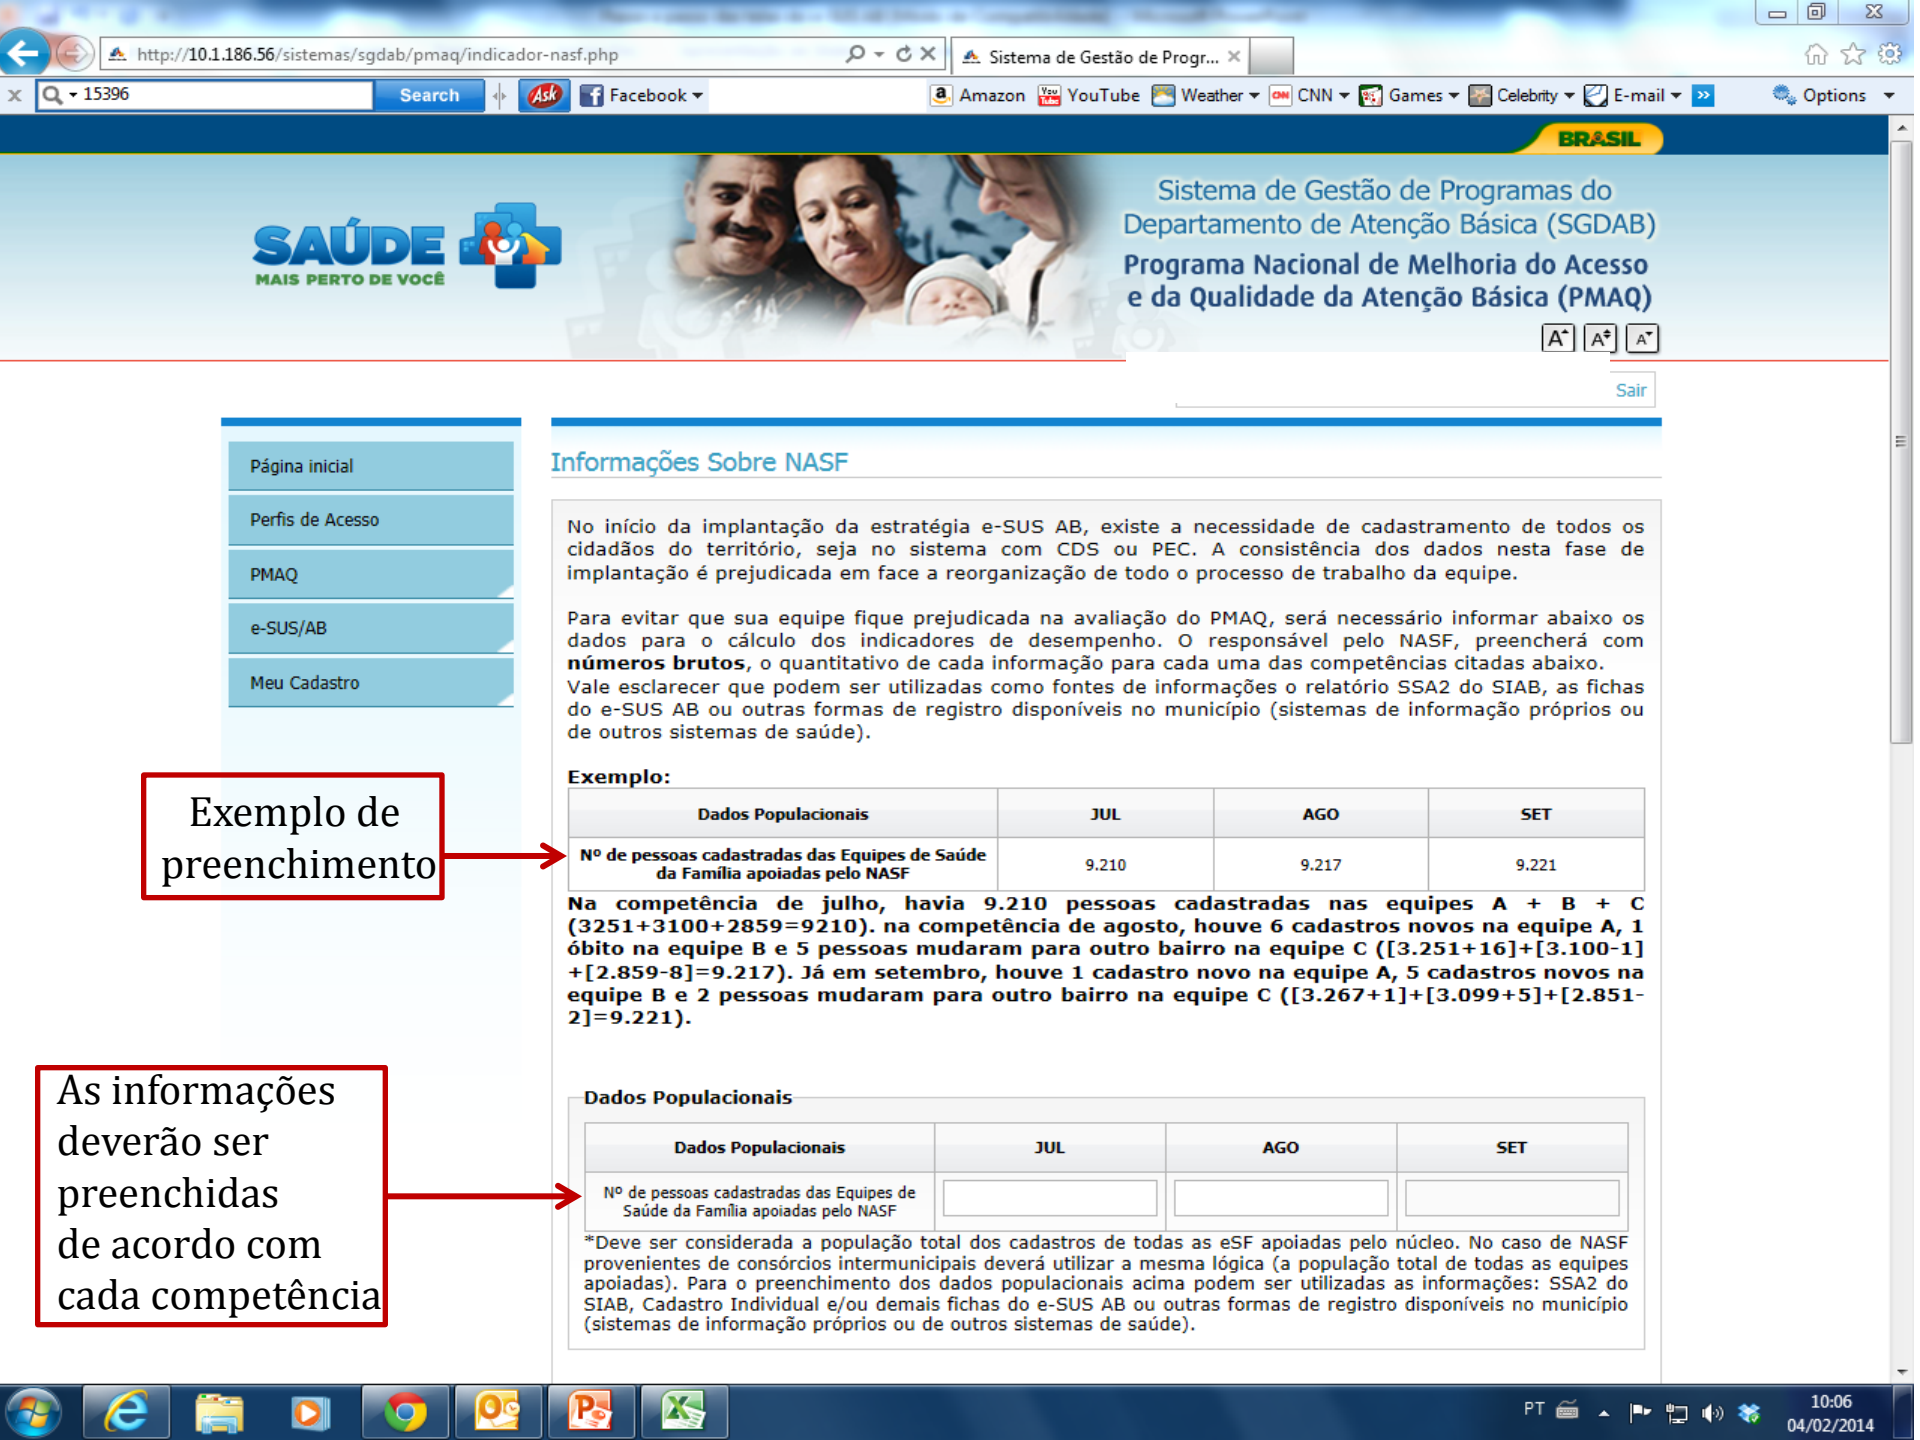 http://10.1.186.56/sistemas/sgdab/pmaq/indicador-nasf.php
Sistema de Gestão de Progr...
15396
Search
Ask
Facebook
Amazon
YouTube
Weather
CNN
Games
Celebrity
E-mail
Options
BRASIL
SAÚDE
MAIS PERTO DE VOCÊ
Sistema de Gestão de Programas do
Departamento de Atenção Básica (SGDAB)
Programa Nacional de Melhoria do Acesso
e da Qualidade da Atenção Básica (PMAQ)
A A A
Sair
Página inicial
Perfis de Acesso
PMAQ
e-SUS/AB
Meu Cadastro
Informações Sobre NASF
No início da implantação da estratégia e-SUS AB, existe a necessidade de cadastramento de todos os
cidadãos do território, seja no sistema com CDS ou PEC. A consistência dos dados nesta fase de
implantação é prejudicada em face a reorganização de todo o processo de trabalho da equipe.
Para evitar que sua equipe fique prejudicada na avaliação do PMAQ, será necessário informar abaixo os
dados para o cálculo dos indicadores de desempenho. O responsável pelo NASF, preencherá com
números brutos, o quantitativo de cada informação para cada uma das competências citadas abaixo.
Vale esclarecer que podem ser utilizadas como fontes de informações o relatório SSA2 do SIAB, as fichas
do e-SUS AB ou outras formas de registro disponíveis no município (sistemas de informação próprios ou
de outros sistemas de saúde).
Exemplo:
Dados Populacionais JUL AGO SET
Nº de pessoas cadastradas das Equipes de Saúde
da Família apoiadas pelo NASF
9.210 9.217 9.221
Na competência de julho, havia 9.210 pessoas cadastradas nas equipes A + B + C
(3251+3100+2859=9210). na competência de agosto, houve 6 cadastros novos na equipe A, 1
óbito na equipe B e 5 pessoas mudaram para outro bairro na equipe C ([3.251+16]+[3.100-1]
+[2.859-8]=9.217). Já em setembro, houve 1 cadastro novo na equipe A, 5 cadastros novos na
equipe B e 2 pessoas mudaram para outro bairro na equipe C ([3.267+1]+[3.099+5]+[2.851-
2]=9.221).
Exemplo de
preenchimento
As informações
deverão ser
preenchidas
de acordo com
cada competência
Dados Populacionais
Dados Populacionais JUL AGO SET
Nº de pessoas cadastradas das Equipes de
Saúde da Família apoiadas pelo NASF
*Deve ser considerada a população total dos cadastros de todas as eSF apoiadas pelo núcleo. No caso de NASF
provenientes de consórcios intermunicipais deverá utilizar a mesma lógica (a população total de todas as equipes
apoiadas). Para o preenchimento dos dados populacionais acima podem ser utilizadas as informações: SSA2 do
SIAB, Cadastro Individual e/ou demais fichas do e-SUS AB ou outras formas de registro disponíveis no município
(sistemas de informação próprios ou de outros sistemas de saúde).
PT
10:06
04/02/2014